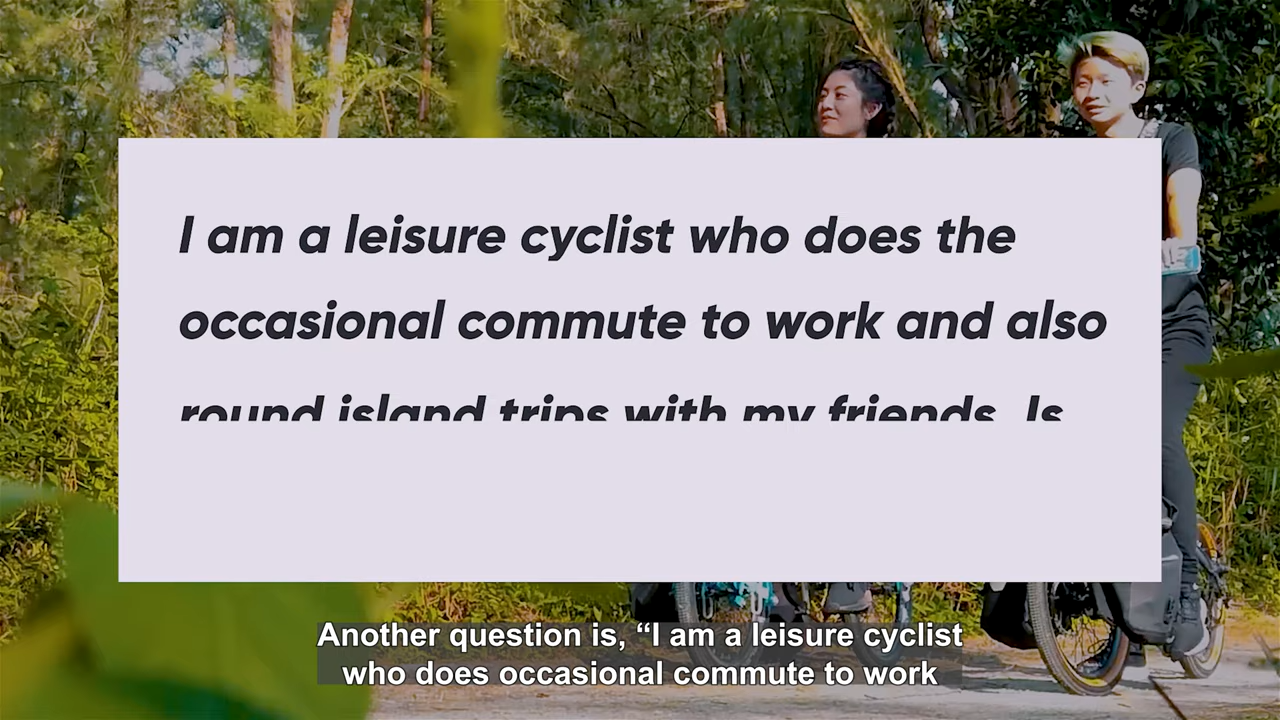 I am a leisure cyclist who does the
occasional commute to work and also
round island trips with my friends. Is
Another question is, “I am a leisure cyclist
who does occasional commute to work